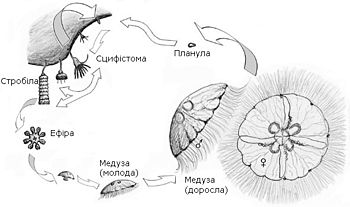 Планула
Сцифістома
Стробіла
Ефіра
Медуза
(молода)
Медуза
(доросла)
♂
♀